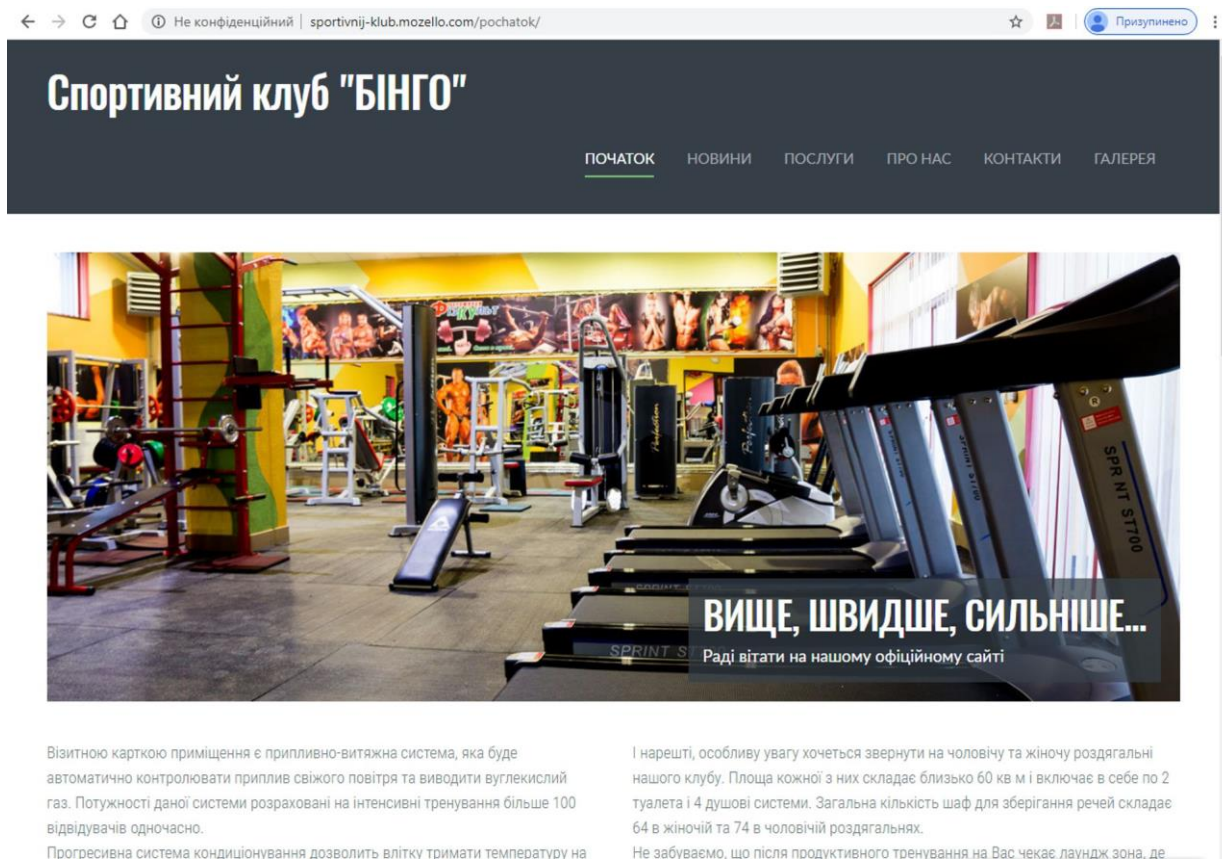 Не конфіденційний | sportivnij-klub.mozello.com/pochatok/
Призупинено
Спортивний клуб "БІНГО"
ПОЧАТОК НОВИНИ ПОСЛУГИ ПРО НАС КОНТАКТИ ГАЛЕРЕЯ
SPRINT ST700
ВИЩЕ, ШВИДШЕ, СИЛЬНІШЕ...
Раді вітати на нашому офіційному сайті
Візитною карткою приміщення є припливно-витяжна система, яка буде
автоматично контролювати приплив свіжого повітря та виводити вуглекислий
газ. Потужності даної системи розраховані на інтенсивні тренування більше 100
відвідувачів одночасно.
Прогресивна система кондиціонування дозволить влітку тримати температуру на
І нарешті, особливу увагу хочеться звернути на чоловічу та жіночу роздягальні
нашого клубу. Площа кожної з них складає близько 60 кв м і включає в себе по 2
туалета і 4 душові системи. Загальна кількість шаф для зберігання речей складає
64 в жіночій та 74 в чоловічій роздягальнях.
Не забуваємо, що після продуктивного тренування на Вас чекає лаундж зона, де